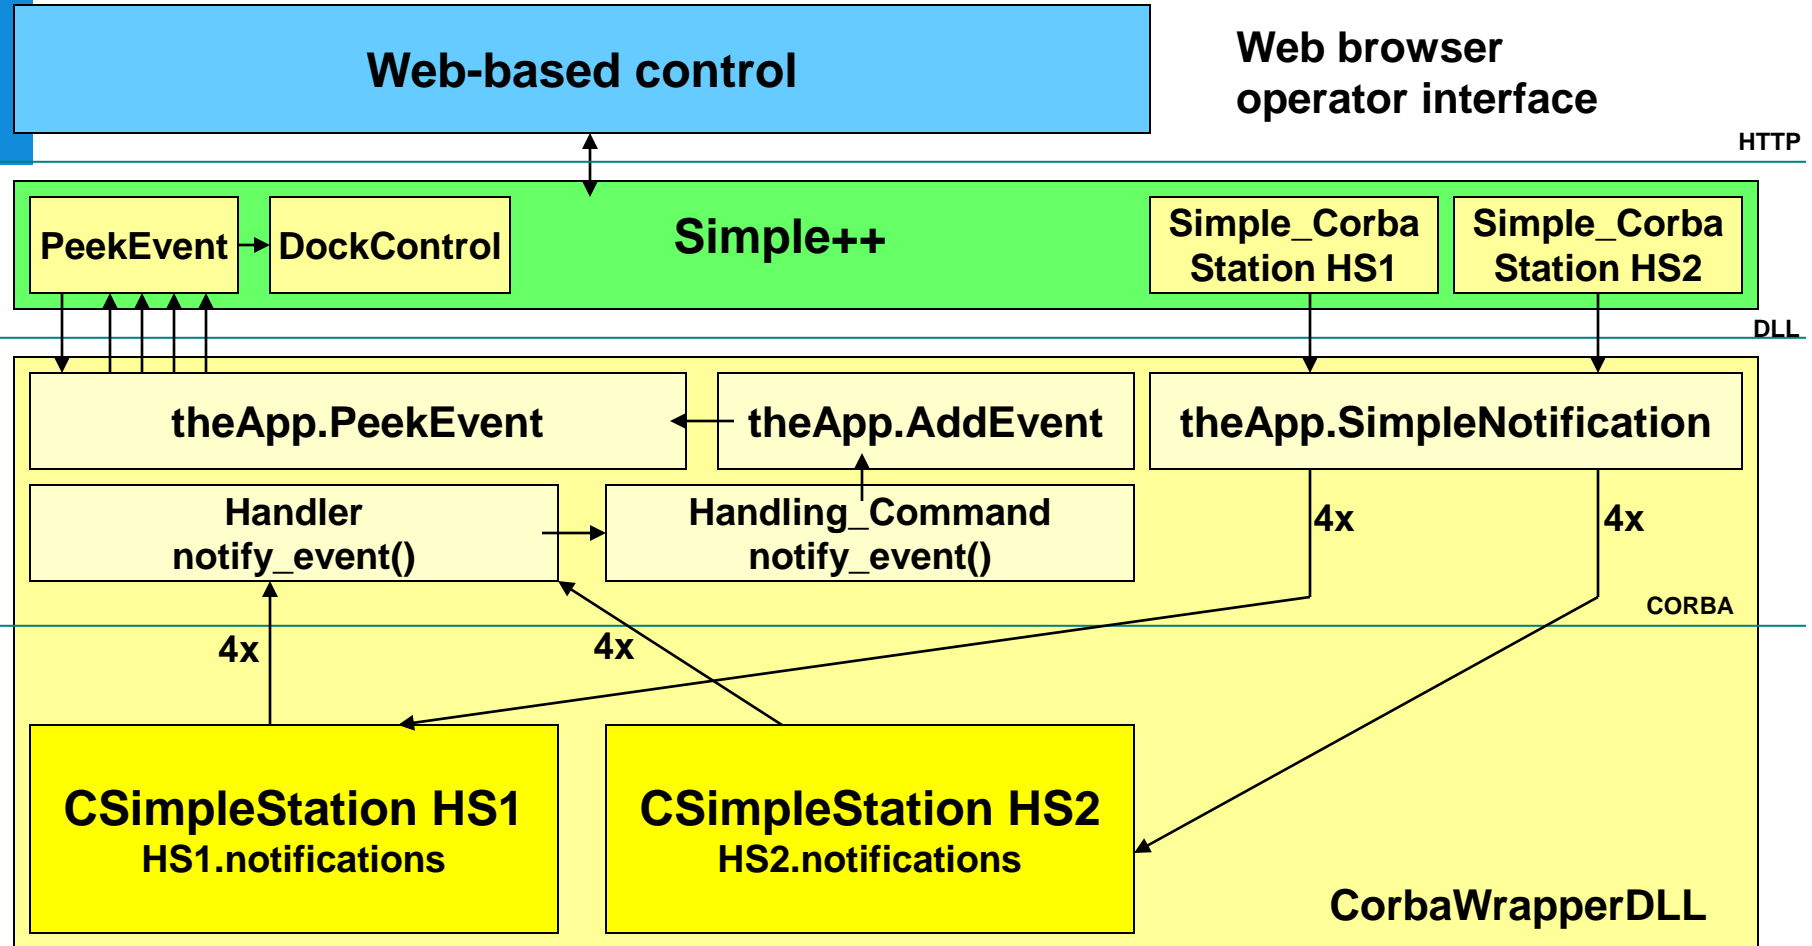 Web-based control
Web browser
operator interface
HTTP
PeekEvent
DockControl
Simple++
Simple_Corba
Station HS1
Simple_Corba
Station HS2
DLL
theApp.PeekEvent
theApp.AddEvent
theApp.SimpleNotification
Handler
notify_event()
Handling_Command
notify_event()
4x
4x
CORBA
4x
4x
CSimpleStation HS1
HS1.notifications
CSimpleStation HS2
HS2.notifications
CorbaWrapperDLL